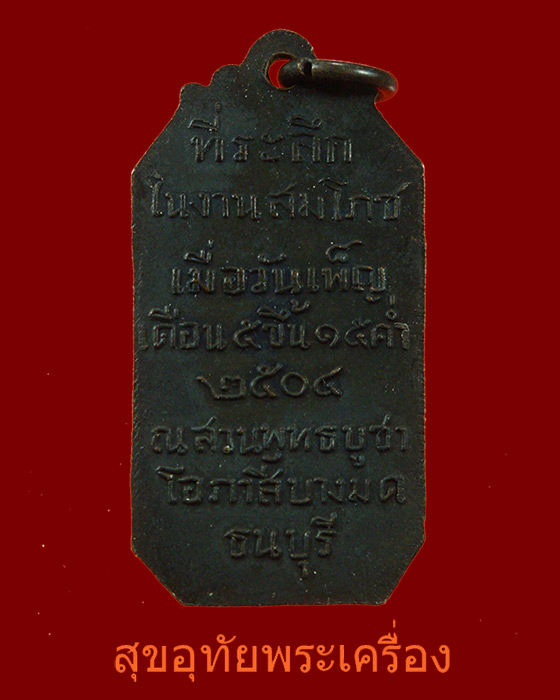 ที่ระลึก
ในงานสมโภช
เมื่อวันเพ็ญ
เดือน ๕ ขึ้น ๑๕ ค่ำ
๒๕๐๔
ณสวนพุทธบูชา
โอภาสีบางมด
ธนบุรี
สุขอุทัยพระเครื่อง